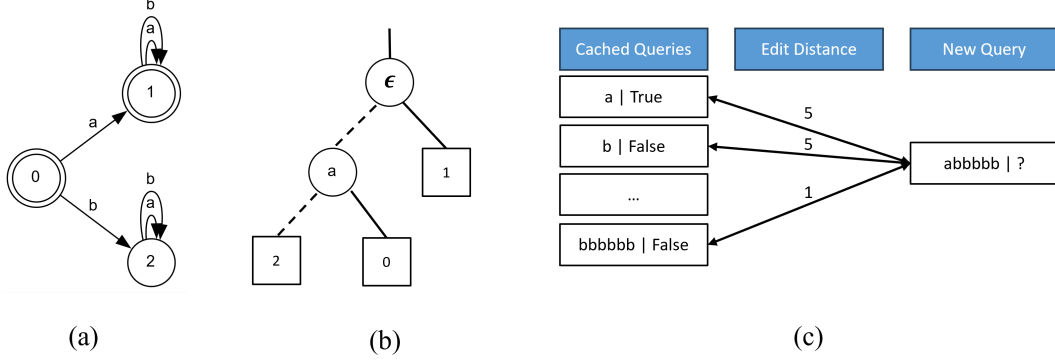 b
a
1
a
0
b
b
a
2
(a)
ϵ
a
1
2
0
(b)
Cached Queries
Edit Distance
New Query
a | True
b | False
...
bbbbbb | False
5
5
1
abbbbb | ?
(c)